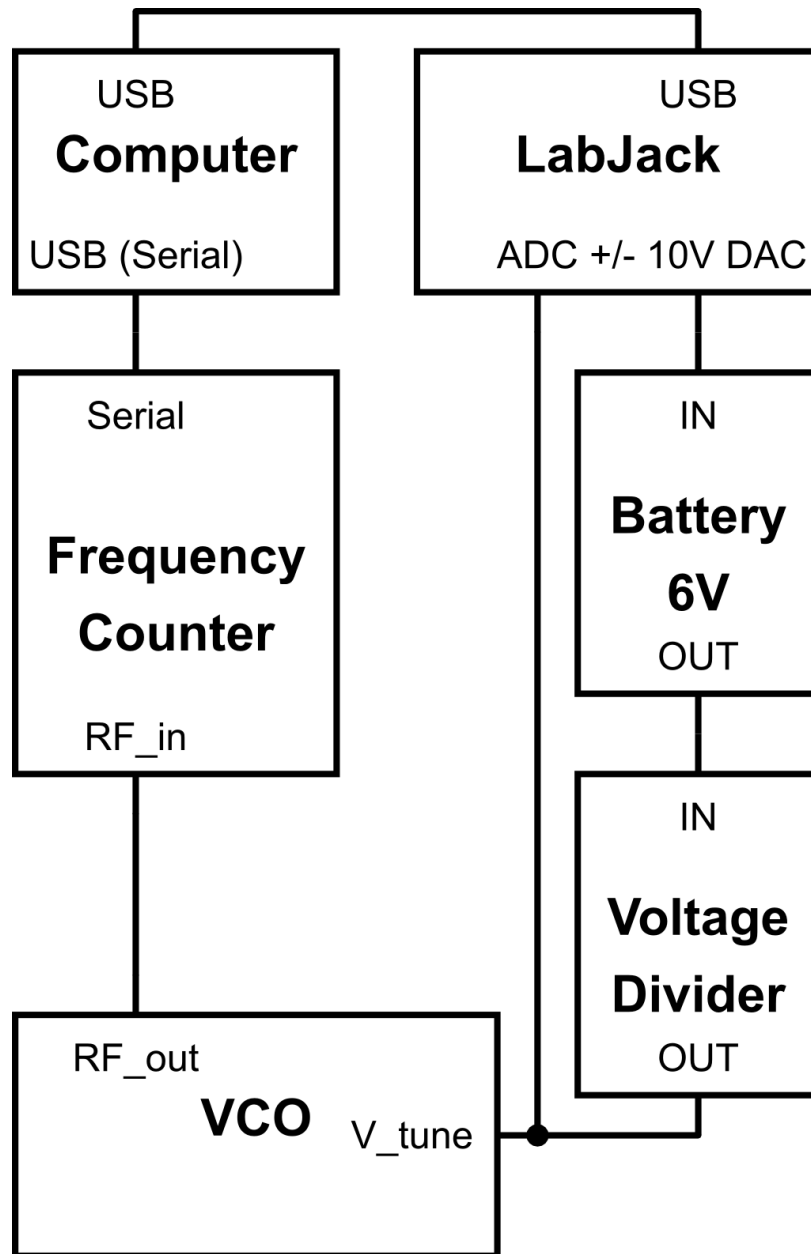 USB
Computer
USB (Serial)
USB
LabJack
ADC +/- 10V DAC
Serial
Frequency
Counter
RF_in
IN
Battery
6V
OUT
IN
Voltage
Divider
OUT
RF_out
VCO
V_tune